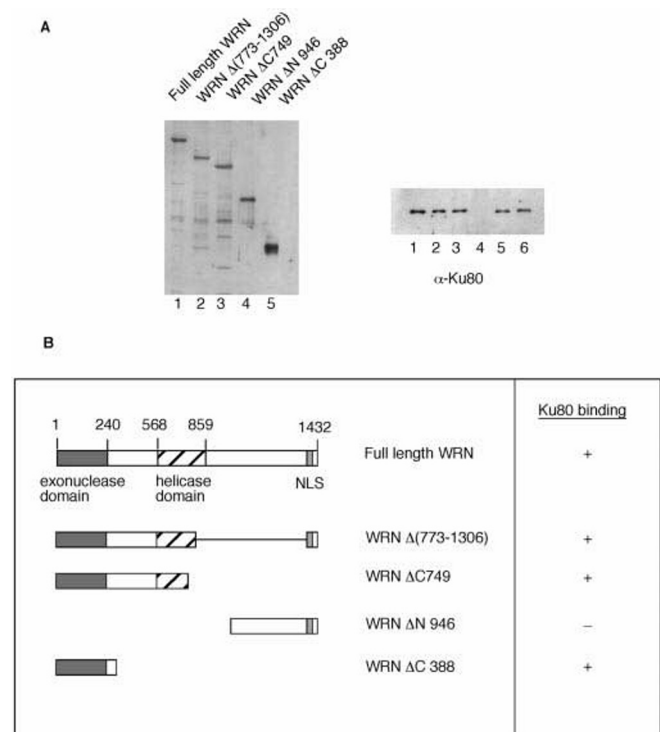 A
Full length WRN
WRN Δ(773-1306)
WRN ΔC749
WRN ΔN 946
WRN ΔC 388
1 2 3 4 5
1 2 3 4 5 6
α-Ku80
B
Ku80 binding
1 240 568 859 1432
Full length WRN +
exonuclease domain
helicase domain
NLS
WRN Δ(773-1306) +
WRN ΔC749 +
WRN ΔN 946 −
WRN ΔC 388 +